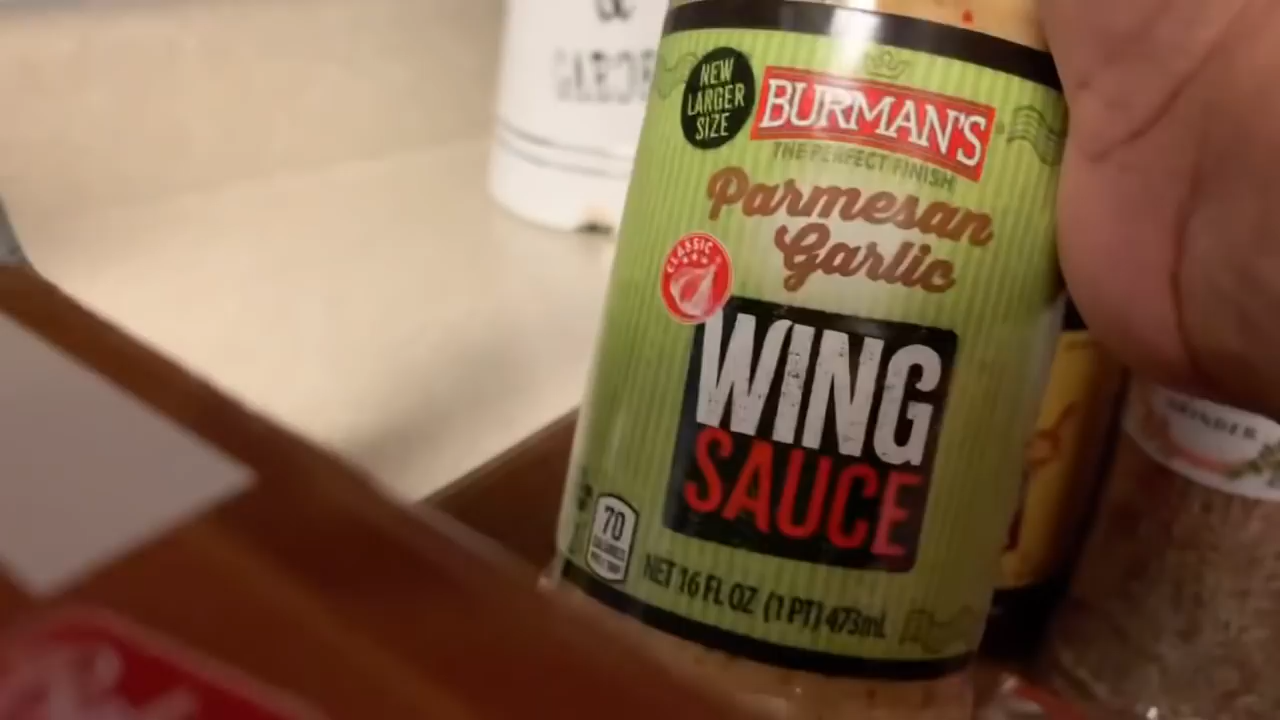 &
NEW
LARGER
SIZE
BURMAN'S
THE PERFECT FINISH
Parmesan
Garlic
CLASSIC
WING
SAUCE
70
CALORIES
NET 16 FL OZ (1 PT) 473mL